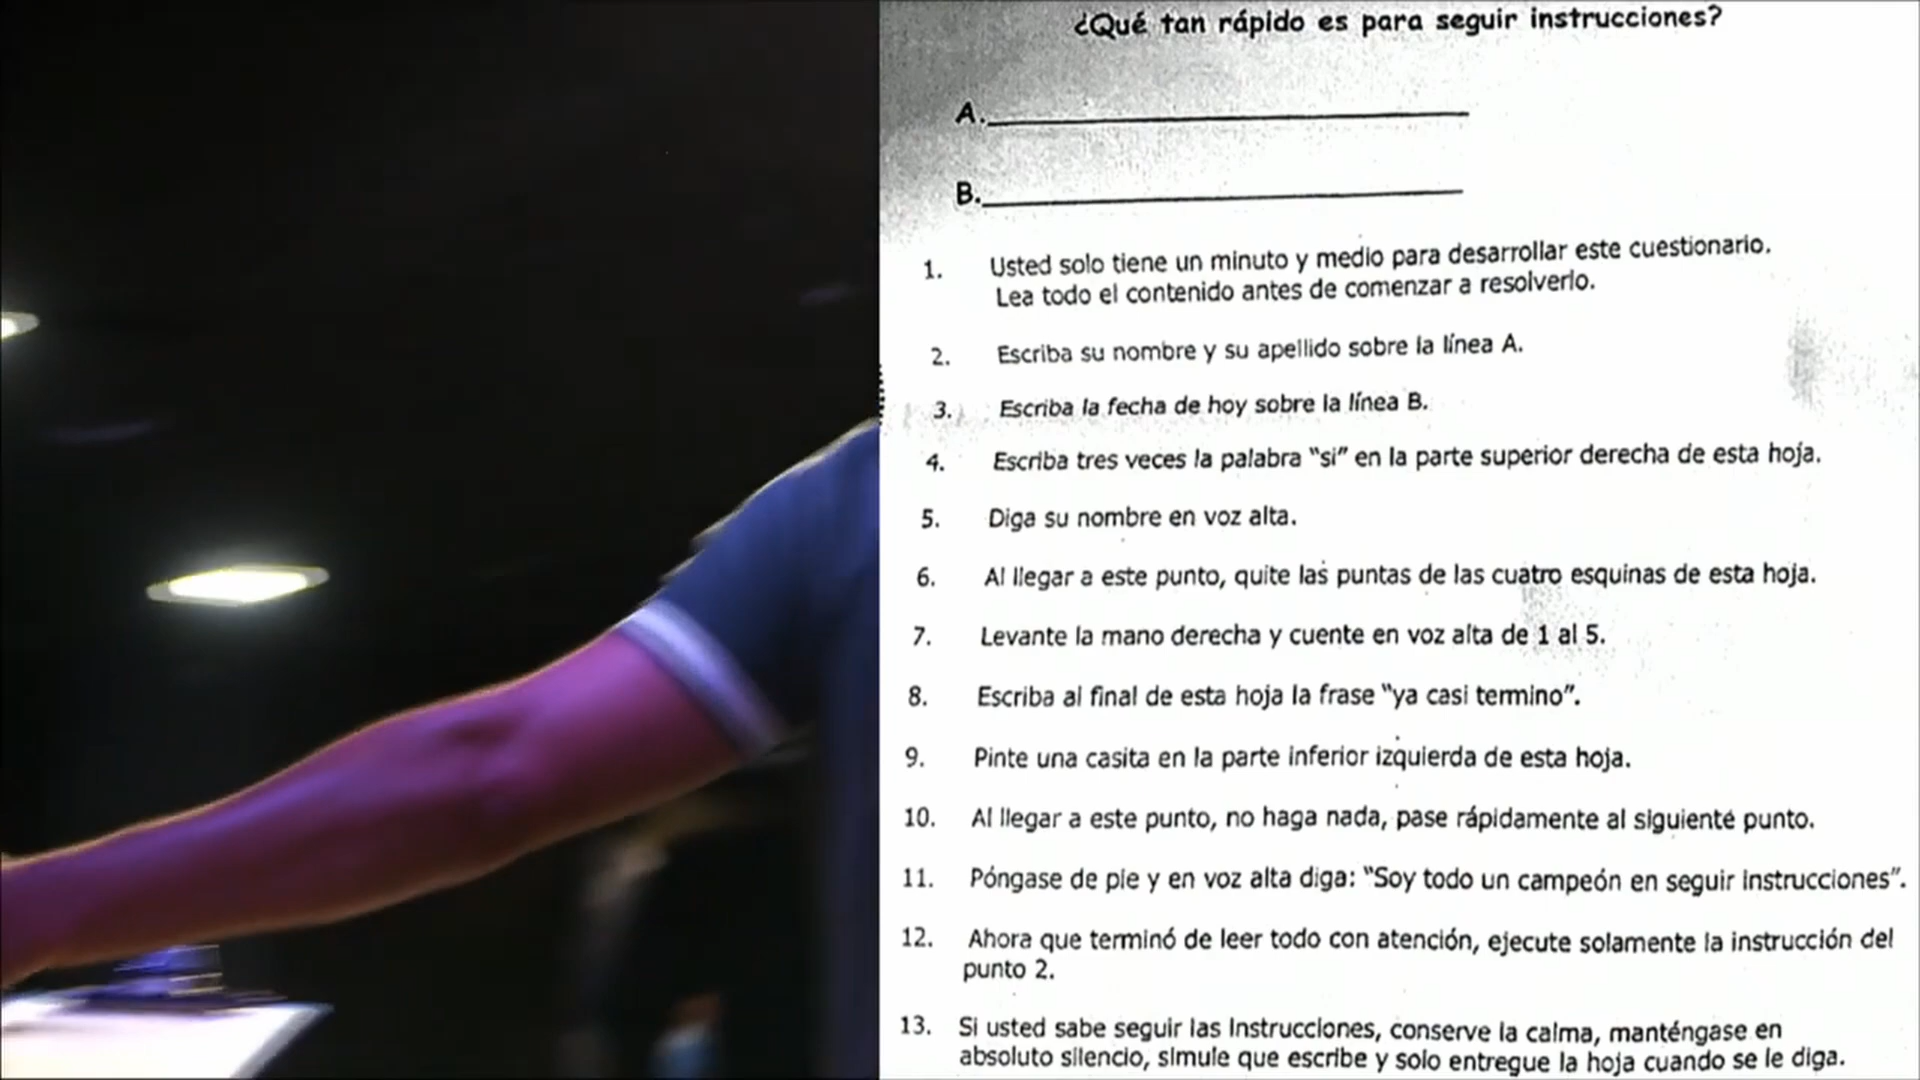 ¿Qué tan rápido es para seguir instrucciones?
A.
B.
1. Usted solo tiene un minuto y medio para desarrollar este cuestionario.
Lea todo el contenido antes de comenzar a resolverlo.
2. Escriba su nombre y su apellido sobre la línea A.
3. Escriba la fecha de hoy sobre la línea B.
4. Escriba tres veces la palabra "si" en la parte superior derecha de esta hoja.
5. Diga su nombre en voz alta.
6. Al llegar a este punto, quite las puntas de las cuatro esquinas de esta hoja.
7. Levante la mano derecha y cuente en voz alta de 1 al 5.
8. Escriba al final de esta hoja la frase "ya casi termino".
9. Pinte una casita en la parte inferior izquierda de esta hoja.
10. Al llegar a este punto, no haga nada, pase rápidamente al siguiente punto.
11. Póngase de pie y en voz alta diga: "Soy todo un campeón en seguir instrucciones".
12. Ahora que terminó de leer todo con atención, ejecute solamente la instrucción del
punto 2.
13. Si usted sabe seguir las instrucciones, conserve la calma, manténgase en
absoluto silencio, simule que escribe y solo entregue la hoja cuando se le diga.